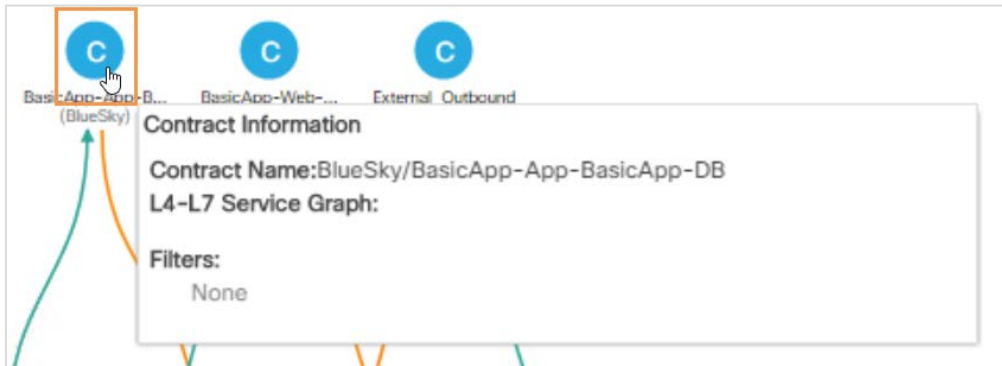 C C C
BasicApp-App-B... BasicApp-Web-... External_Outbound
(BlueSky)
Contract Information
Contract Name:BlueSky/BasicApp-App-BasicApp-DB
L4-L7 Service Graph:
Filters:
None